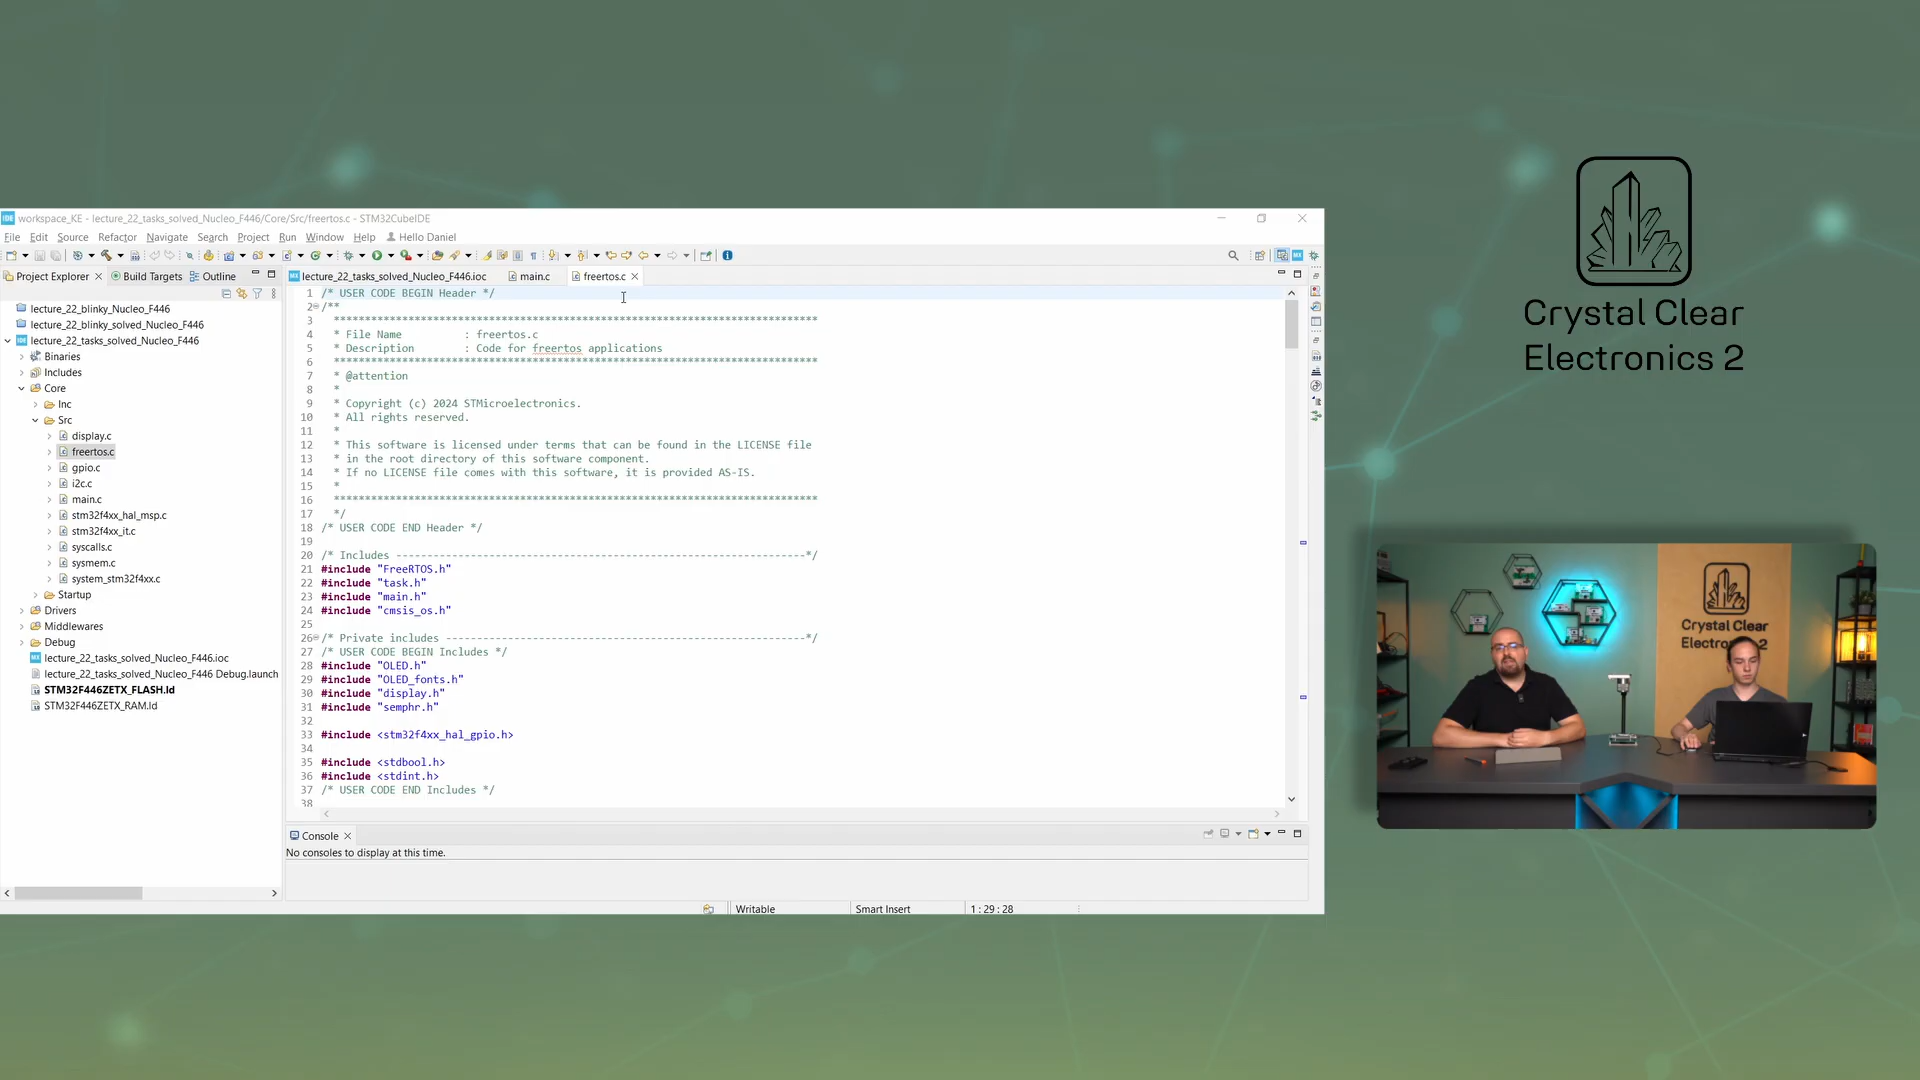 workspace_KE - lecture_22_tasks_solved_Nucleo_F446/Core/Src/freertos.c - STM32CubeIDE
File Edit Source Refactor Navigate Search Project Run Window Help Hello Daniel
Project Explorer Build Targets Outline
lecture_22_tasks_solved_Nucleo_F446.ioc main.c freertos.c
lecture_22_blinky_Nucleo_F446
lecture_22_blinky_solved_Nucleo_F446
lecture_22_tasks_solved_Nucleo_F446
Binaries
Includes
Core
Inc
Src
display.c
freertos.c
gpio.c
i2c.c
main.c
stm32f4xx_hal_msp.c
stm32f4xx_it.c
syscalls.c
sysmem.c
system_stm32f4xx.c
Startup
Drivers
Middlewares
Debug
lecture_22_tasks_solved_Nucleo_F446.ioc
lecture_22_tasks_solved_Nucleo_F446 Debug.launch
STM32F446ZETX_FLASH.ld
STM32F446ZETX_RAM.ld
1 /* USER CODE BEGIN Header */
2 /**
3 ******************************************************************************
4 * File Name : freertos.c
5 * Description : Code for freertos applications
6 ******************************************************************************
7 * @attention
8 *
9 * Copyright (c) 2024 STMicroelectronics.
10 * All rights reserved.
11 *
12 * This software is licensed under terms that can be found in the LICENSE file
13 * in the root directory of this software component.
14 * If no LICENSE file comes with this software, it is provided AS-IS.
15 *
16 ******************************************************************************
17 */
18 /* USER CODE END Header */
19
20 /* Includes ------------------------------------------------------------------*/
21 #include "FreeRTOS.h"
22 #include "task.h"
23 #include "main.h"
24 #include "cmsis_os.h"
25
26 /* Private includes ----------------------------------------------------------*/
27 /* USER CODE BEGIN Includes */
28 #include "OLED.h"
29 #include "OLED_fonts.h"
30 #include "display.h"
31 #include "semphr.h"
32
33 #include <stm32f4xx_hal_gpio.h>
34
35 #include <stdbool.h>
36 #include <stdint.h>
37 /* USER CODE END Includes */
38
Console
No consoles to display at this time.
Writable Smart Insert 1 : 29 : 28
Crystal Clear
Electronics 2
Crystal Clear
Electronics 2